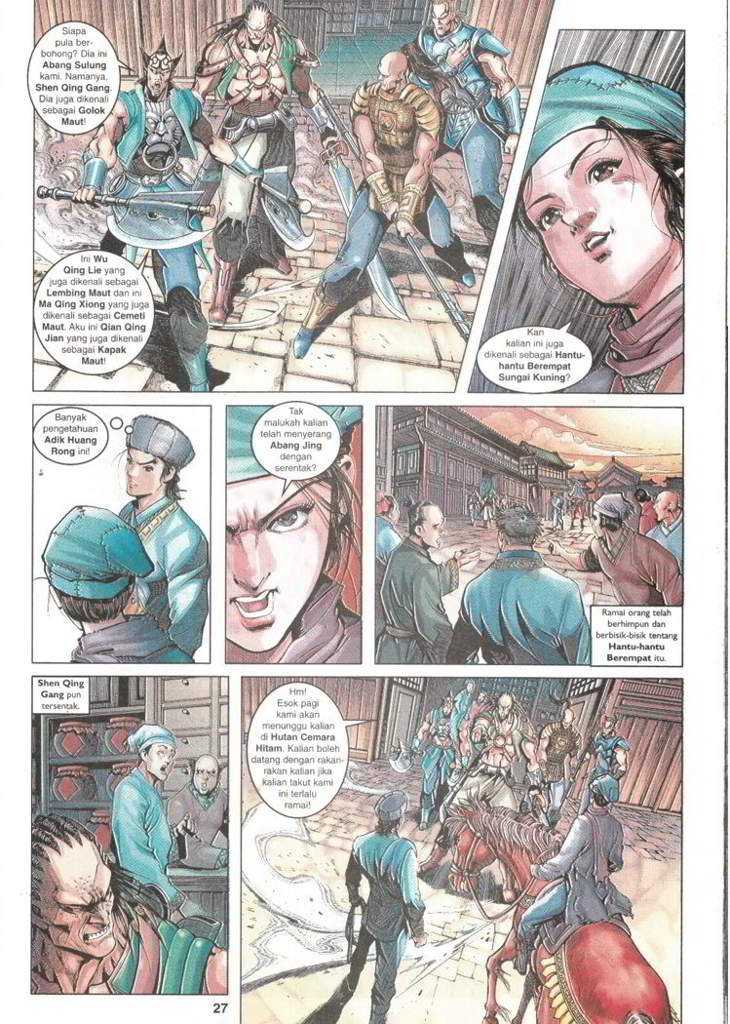 Siapa
pula ber-
bohong? Dia ini
Abang Sulung
kami. Namanya,
Shen Qing Gang.
Dia juga dikenali
sebagai Golok
Maut!
Ini Wu
Qing Lie yang
juga dikenali sebagai
Lembing Maut dan ini
Ma Qing Xiong yang juga
dikenali sebagai Cemeti
Maut. Aku ini Qian Qing
Jian yang juga dikenali
sebagai Kapak
Maut!
Kan
kalian ini juga
dikenali sebagai Hantu-
hantu Berempat
Sungai Kuning?
Banyak
pengetahuan
Adik Huang
Rong ini!
Tak
malukah kalian
telah menyerang
Abang Jing
dengan
serentak?
Ramai orang telah
berhimpun dan
berbisik-bisik tentang
Hantu-hantu
Berempat itu.
Shen Qing
Gang pun
tersentak.
Hm!
Esok pagi
kami akan
menunggu kalian
di Hutan Cemara
Hitam. Kalian boleh
datang dengan rakan-
rakan kalian jika
kalian takut kami
ini terlalu
ramai!
27